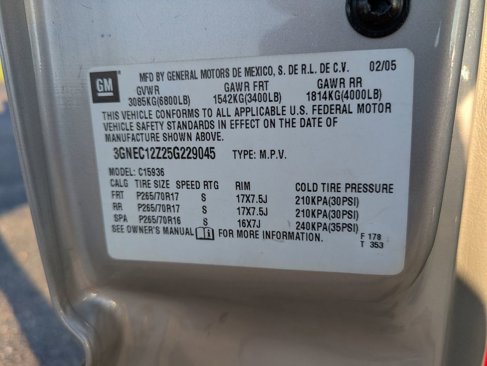 GM
MFD BY GENERAL MOTORS DE MEXICO, S. DE R.L. DE C.V. 02/05
GVWR GAWR FRT GAWR RR
3085KG(6800LB) 1542KG(3400LB) 1814KG(4000LB)
THIS VEHICLE CONFORMS TO ALL APPLICABLE U.S. FEDERAL MOTOR
VEHICLE SAFETY STANDARDS IN EFFECT ON THE DATE OF
MANUFACTURE SHOWN ABOVE.
3GNEC12Z25G229045 TYPE: M.P.V.
MODEL: C15936
CALG TIRE SIZE SPEED RTG RIM COLD TIRE PRESSURE
FRT P265/70R17 S 17X7.5J 210KPA(30PSI)
RR P265/70R17 S 17X7.5J 210KPA(30PSI)
SPA P265/70R16 S 16X7J 240KPA(35PSI)
SEE OWNER'S MANUAL FOR MORE INFORMATION.
F 178
T 353